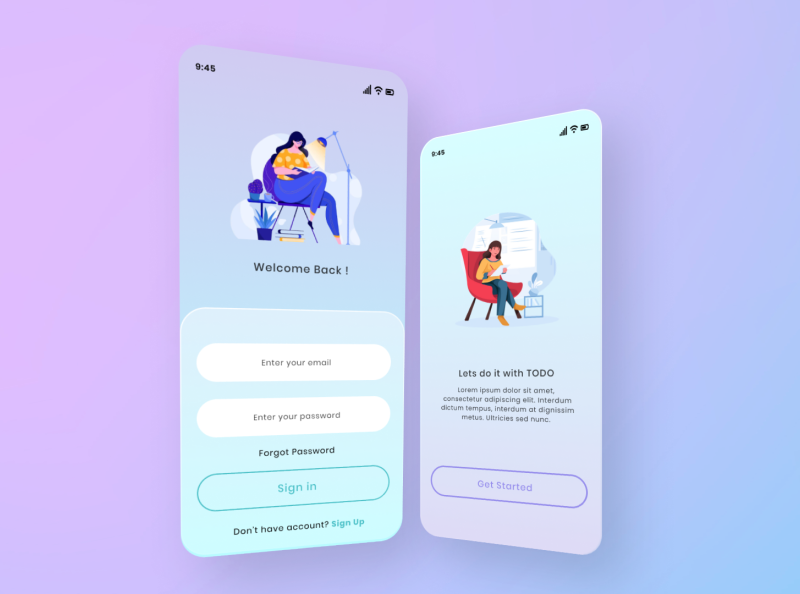 9:45
Welcome Back !
Enter your email
Enter your password
Forgot Password
Sign in
Don't have account? Sign Up
9:45
Lets do it with TODO
Lorem ipsum dolor sit amet,
consectetur adipiscing elit. Interdum
dictum tempus, interdum at dignissim
metus. Ultricies sed nunc.
Get Started